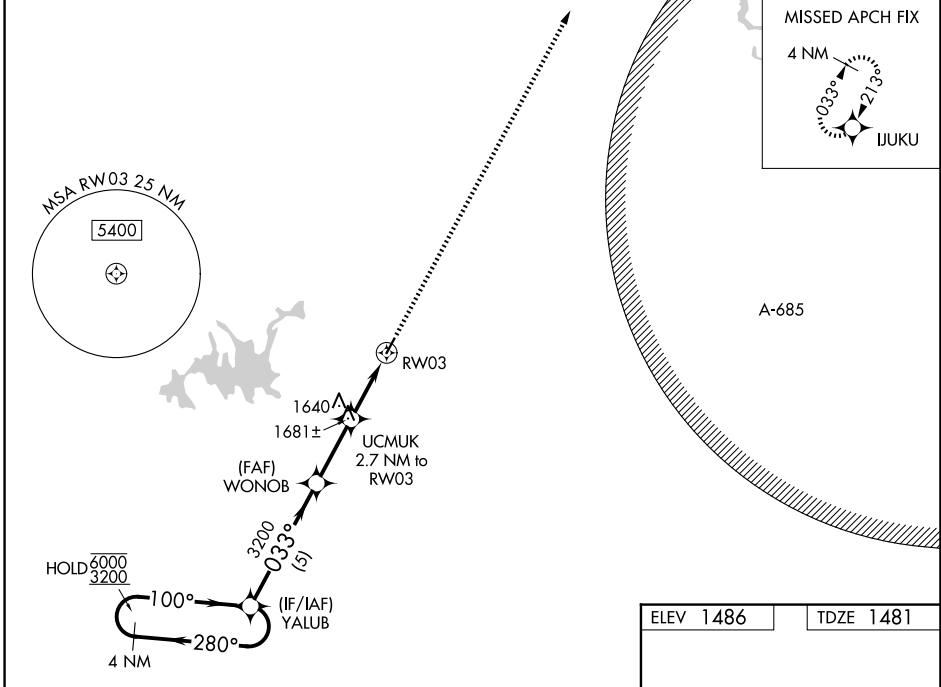 MISSED APCH FIX
4 NM
033°
213°
IJUKU
MSA RW03 25 NM
5400
A-685
RW03
1640
1681±
UCMUK
2.7 NM to
RW03
(FAF)
WONOB
3200
033°
(5)
HOLD 6000
3200
100°
(IF/IAF)
YALUB
280°
4 NM
ELEV 1486
TDZE 1481